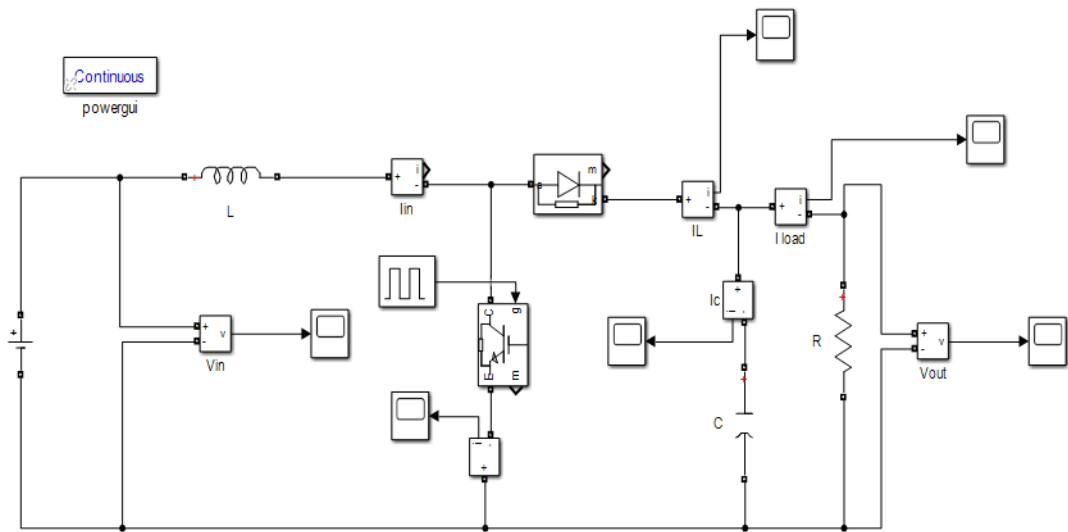 Continuous
powergui
i
+
-
L
Iin
a
m
k
+
i
-
IL
+
i
-
I load
g
C
E
m
+
i
-
Ic
+
-
v
Vin
+
R
+
-
v
Vout
+
C
i
-
+